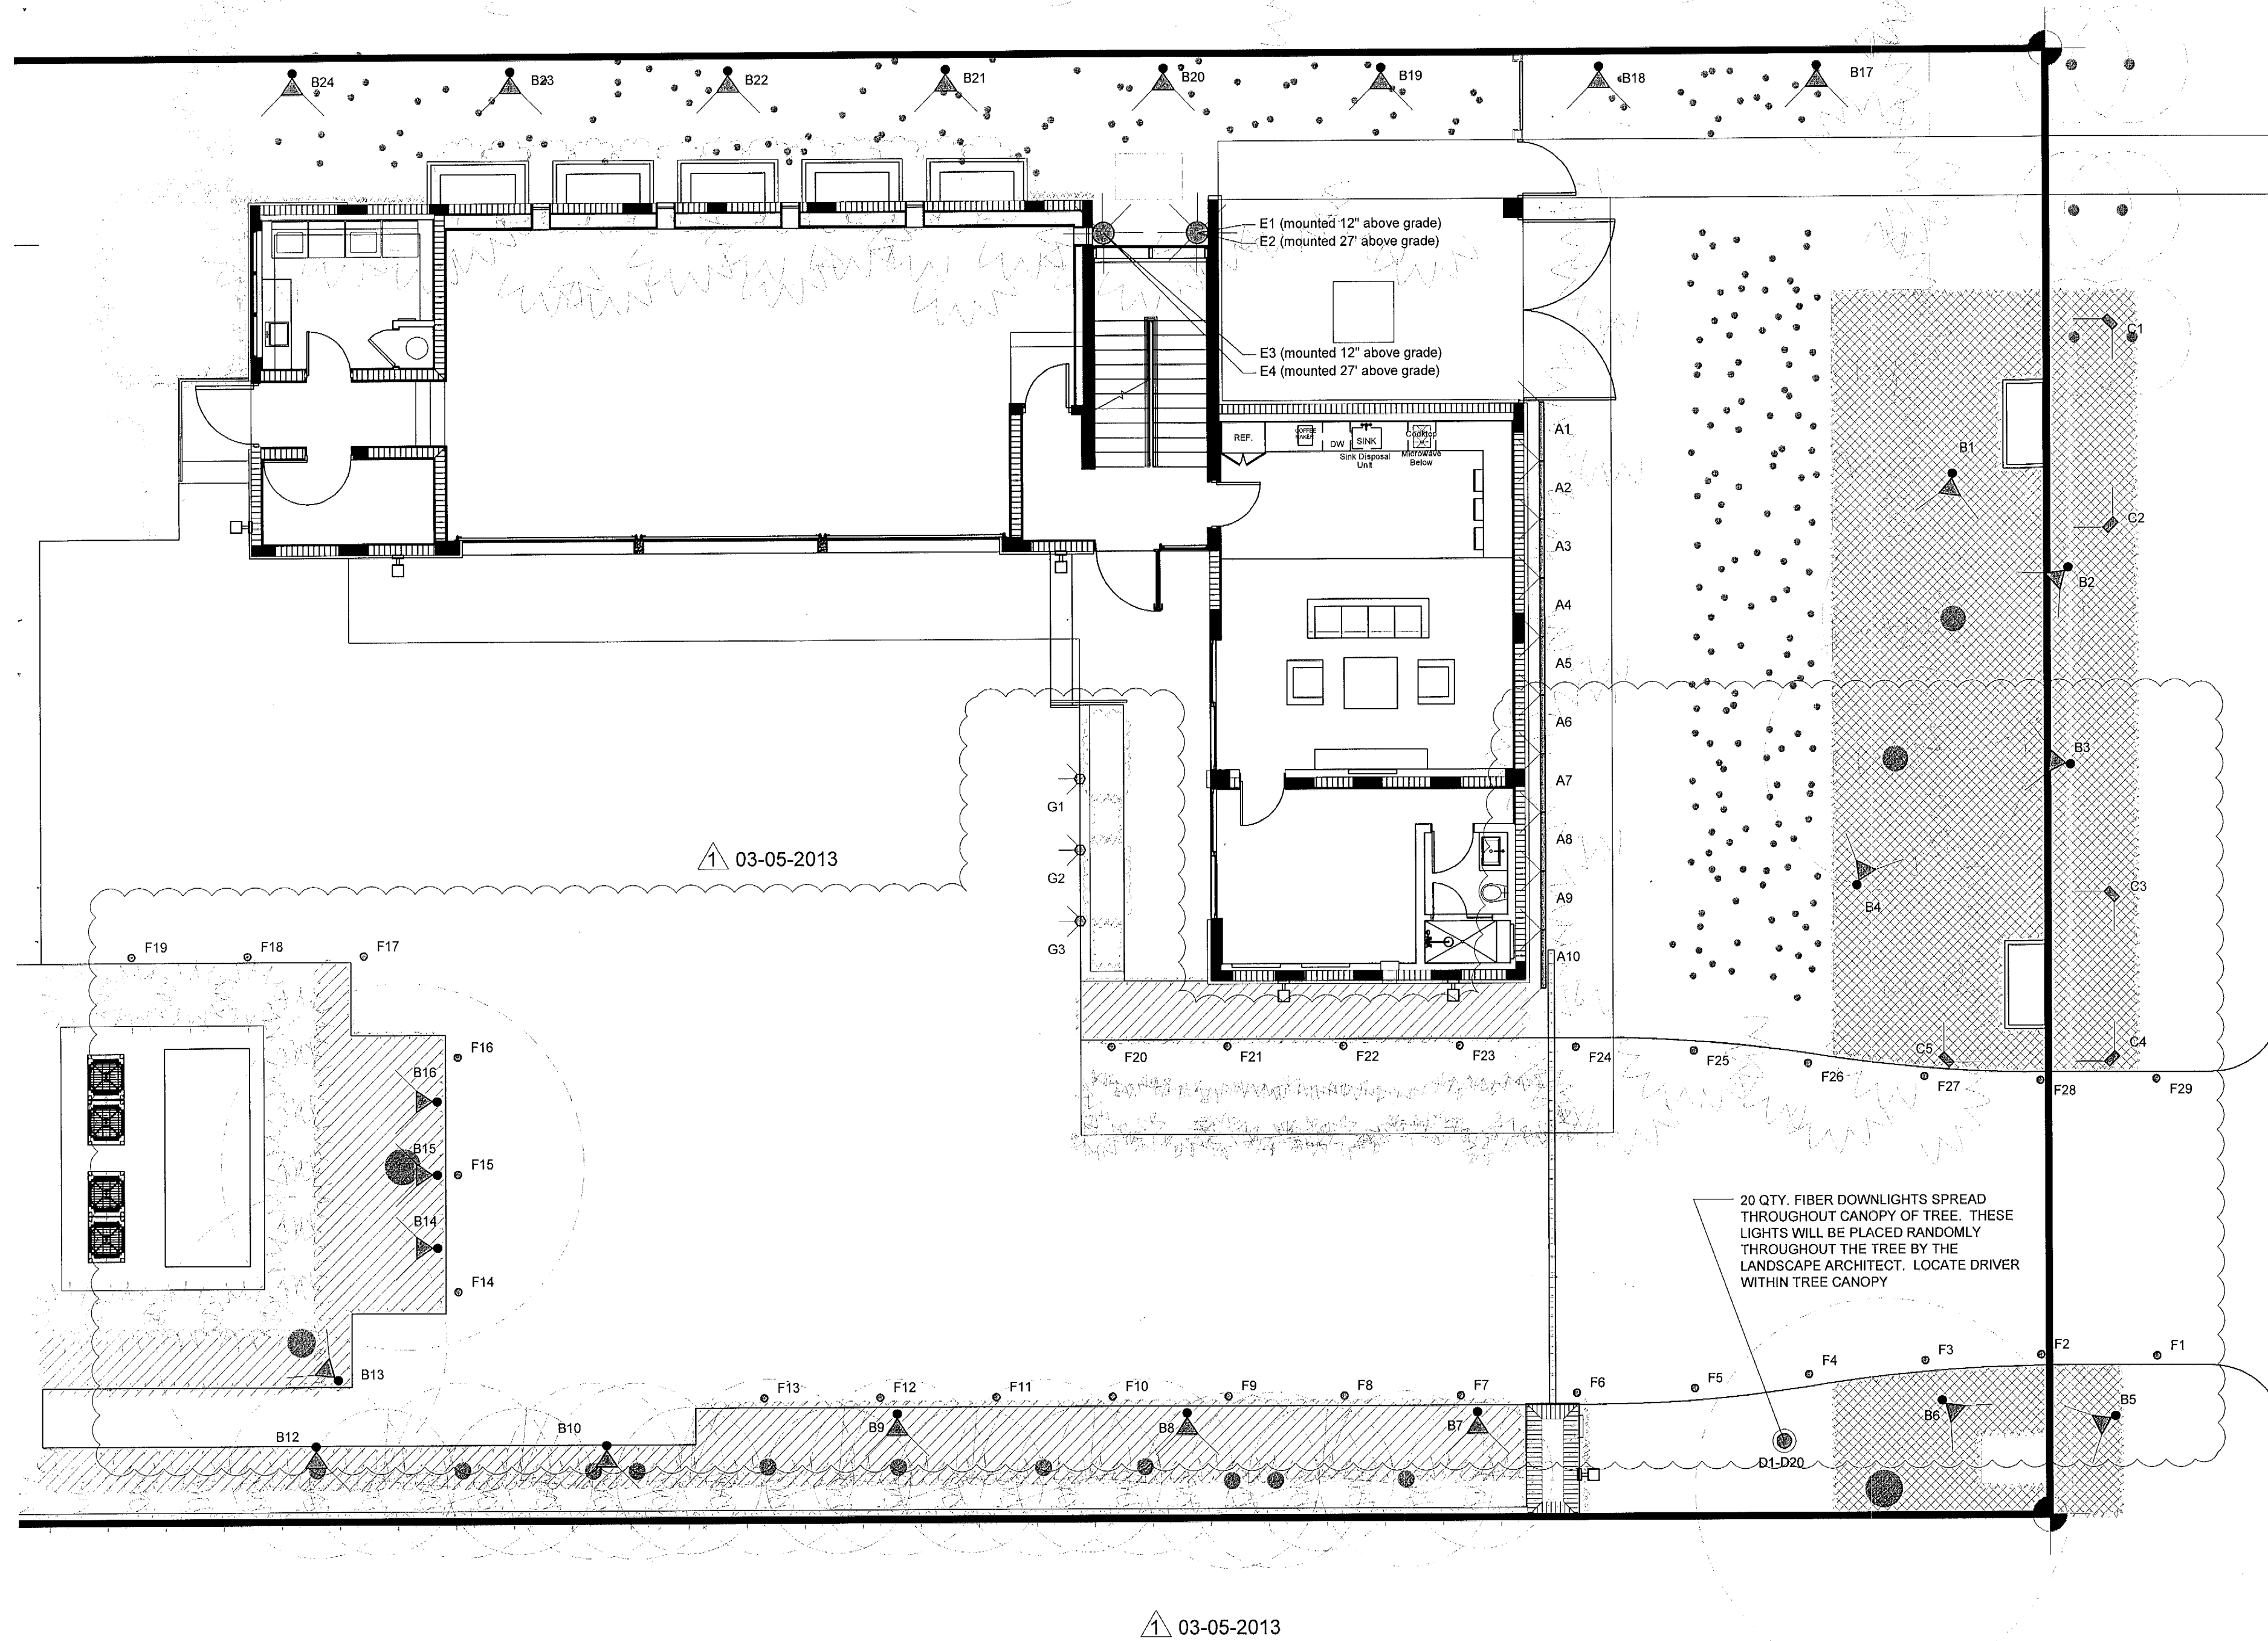 B24
B23
B22
B21
B20
B19
B18
B17
E1 (mounted 12" above grade)
E2 (mounted 27' above grade)
E3 (mounted 12" above grade)
E4 (mounted 27' above grade)
C1
REF.
COFFEE
MAKER
DW
SINK
Cooktop
Sink Disposal
Unit
Microwave
Below
A1
B1
A2
C2
A3
B2
A4
A5
A6
B3
A7
G1
A8
1 03-05-2013
G2
C3
A9
B4
G3
A10
F19
F18
F17
F16
F20
F21
F22
F23
F24
F25
F26
C5
C4
F27
F28
F29
B16
B15
F15
B14
F14
20 QTY. FIBER DOWNLIGHTS SPREAD
THROUGHOUT CANOPY OF TREE. THESE
LIGHTS WILL BE PLACED RANDOMLY
THROUGHOUT THE TREE BY THE
LANDSCAPE ARCHITECT. LOCATE DRIVER
WITHIN TREE CANOPY
F4
F3
F2
F1
B13
F13
F12
F11
F10
F9
F8
F7
F6
F5
B12
B10
B9
B8
B7
B6
B5
D1-D20
1 03-05-2013